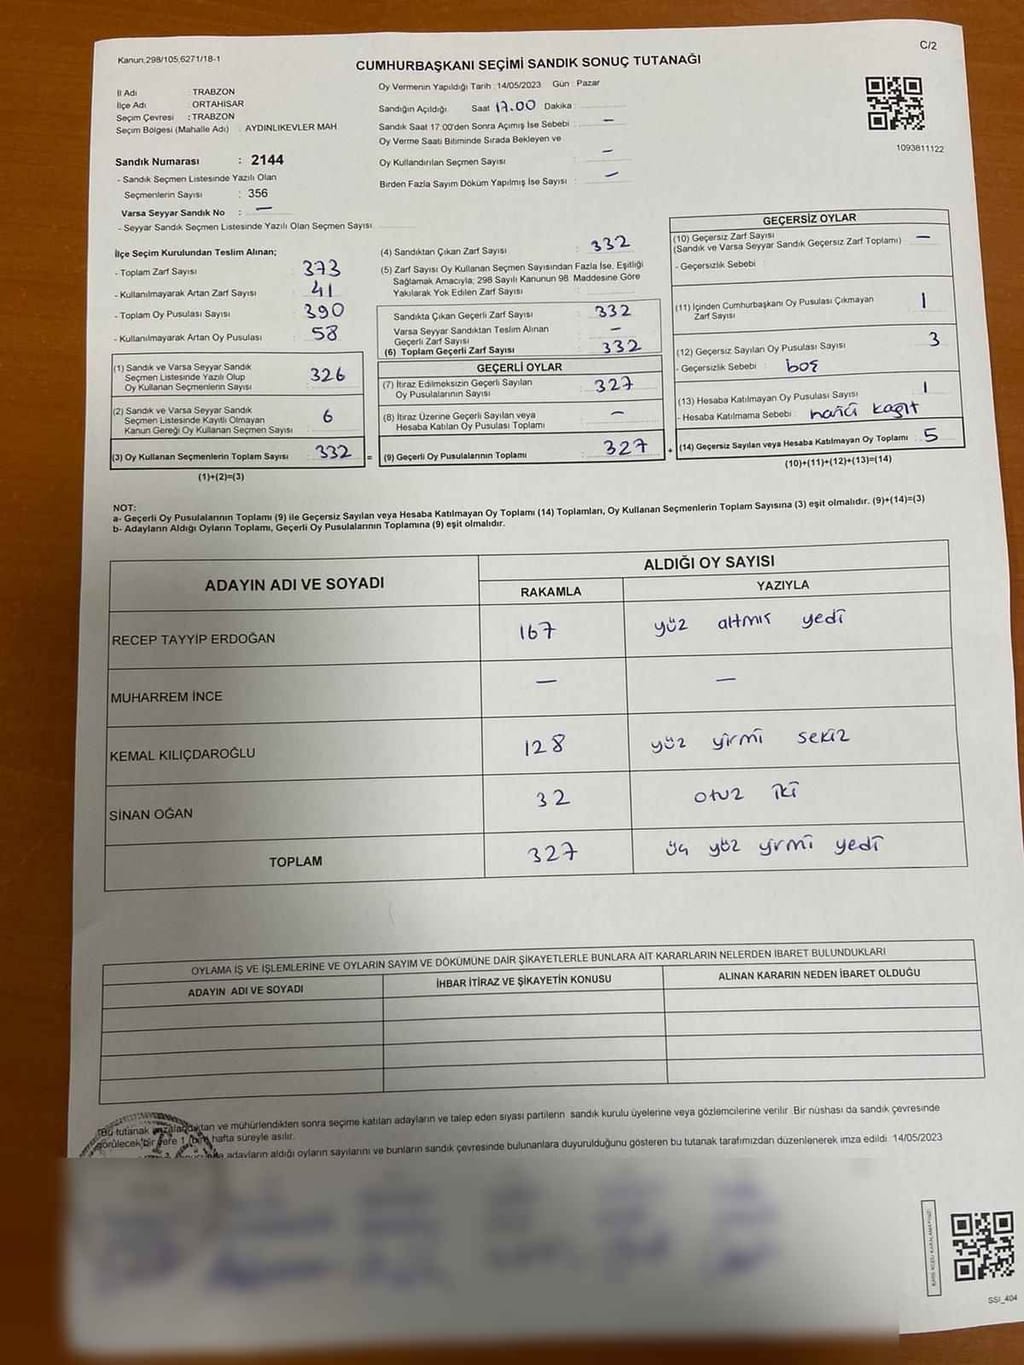 Kanun;298/105;6271/18-1
C/2
CUMHURBAŞKANI SEÇİMİ SANDIK SONUÇ TUTANAĞI
İl Adı : TRABZON
İlçe Adı : ORTAHİSAR
Seçim Çevresi : TRABZON
Seçim Bölgesi (Mahalle Adı) : AYDINLIKEVLER MAH
Sandık Numarası : 2144
- Sandık Seçmen Listesinde Yazılı Olan
Seçmenlerin Sayısı : 356
Varsa Seyyar Sandık No : —
- Seyyar Sandık Seçmen Listesinde Yazılı Olan Seçmen Sayısı
Oy Vermenin Yapıldığı Tarih : 14/05/2023 Gün : Pazar
Sandığın Açıldığı Saat 17.00 Dakika :
Sandık Saat 17:00'den Sonra Açımış İse Sebebi : —
Oy Verme Saati Bitiminde Sırada Bekleyen ve
Oy Kullandırılan Seçmen Sayısı : —
Birden Fazla Sayım Döküm Yapılmış İse Sayısı : —
1093811122
İlçe Seçim Kurulundan Teslim Alınan;
- Toplam Zarf Sayısı : 373
- Kullanılmayarak Artan Zarf Sayısı : 41
- Toplam Oy Pusulası Sayısı : 390
- Kullanılmayarak Artan Oy Pusulası : 58
(1) Sandık ve Varsa Seyyar Sandık
Seçmen Listesinde Yazılı Olup
Oy Kullanan Seçmenlerin Sayısı : 326
(2) Sandık ve Varsa Seyyar Sandık
Seçmen Listesinde Kayıtlı Olmayan
Kanun Gereği Oy Kullanan Seçmen Sayısı : 6
(3) Oy Kullanan Seçmenlerin Toplam Sayısı : 332
(1)+(2)=(3)
(4) Sandıktan Çıkan Zarf Sayısı : 332
(5) Zarf Sayısı Oy Kullanan Seçmen Sayısından Fazla İse, Eşitliği
Sağlamak Amacıyla; 298 Sayılı Kanunun 98. Maddesine Göre
Yakılarak Yok Edilen Zarf Sayısı :
Sandıkta Çıkan Geçerli Zarf Sayısı : 332
Varsa Seyyar Sandıktan Teslim Alınan
Geçerli Zarf Sayısı : —
(6) Toplam Geçerli Zarf Sayısı : 332
GEÇERLİ OYLAR
(7) İtiraz Edilmeksizin Geçerli Sayılan
Oy Pusulalarının Sayısı : 327
(8) İtiraz Üzerine Geçerli Sayılan veya
Hesaba Katılan Oy Pusulası Toplamı : —
= (9) Geçerli Oy Pusulalarının Toplamı : 327 +
GEÇERSİZ OYLAR
(10) Geçersiz Zarf Sayısı
(Sandık ve Varsa Seyyar Sandık Geçersiz Zarf Toplamı) : —
- Geçersizlik Sebebi :
(11) İçinden Cumhurbaşkanı Oy Pusulası Çıkmayan
Zarf Sayısı : 1
(12) Geçersiz Sayılan Oy Pusulası Sayısı : 3
- Geçersizlik Sebebi : boş
(13) Hesaba Katılmayan Oy Pusulası Sayısı : 1
- Hesaba Katılmama Sebebi : harici kağıt
(14) Geçersiz Sayılan veya Hesaba Katılmayan Oy Toplamı : 5
(10)+(11)+(12)+(13)=(14)
NOT:
a- Geçerli Oy Pusulalarının Toplamı (9) ile Geçersiz Sayılan veya Hesaba Katılmayan Oy Toplamı (14) Toplamları, Oy Kullanan Seçmenlerin Toplam Sayısına (3) eşit olmalıdır. (9)+(14)=(3)
b- Adayların Aldığı Oyların Toplamı, Geçerli Oy Pusulalarının Toplamına (9) eşit olmalıdır.
ADAYIN ADI VE SOYADI
ALDIĞI OY SAYISI
RAKAMLA YAZIYLA
RECEP TAYYİP ERDOĞAN 167 yüz altmış yedi
MUHARREM İNCE — —
KEMAL KILIÇDAROĞLU 128 yüz yirmi sekiz
SİNAN OĞAN 32 otuz iki
TOPLAM 327 üç yüz yirmi yedi
OYLAMA İŞ VE İŞLEMLERİNE VE OYLARIN SAYIM VE DÖKÜMÜNE DAİR ŞİKAYETLERLE BUNLARA AİT KARARLARIN NELERDEN İBARET BULUNDUKLARI
ADAYIN ADI VE SOYADI İHBAR İTİRAZ VE ŞİKAYETİN KONUSU ALINAN KARARIN NEDEN İBARET OLDUĞU
Bu tutanak ve mühürlendikten sonra seçime katılan adayların ve talep eden siyasi partilerin sandık kurulu üyelerine veya gözlemcilerine verilir. Bir nüshası da sandık çevresinde
görülecek bir yere 1 hafta süreyle asılır.
adayların aldığı oyların sayılarını ve bunların sandık çevresinde bulunanlara duyurulduğunu gösteren bu tutanak tarafımızdan düzenlenerek imza edildi. 14/05/2023
SSI_404